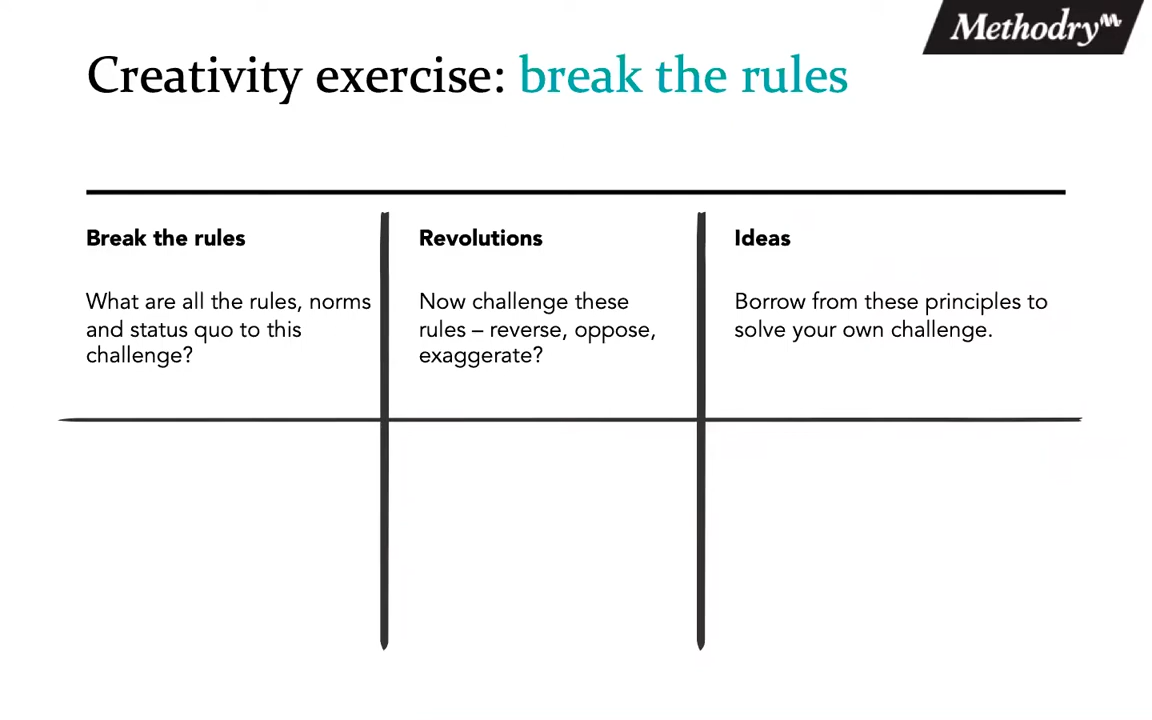 Methodry
Creativity exercise: break the rules
Break the rules
What are all the rules, norms
and status quo to this
challenge?
Revolutions
Now challenge these
rules – reverse, oppose,
exaggerate?
Ideas
Borrow from these principles to
solve your own challenge.